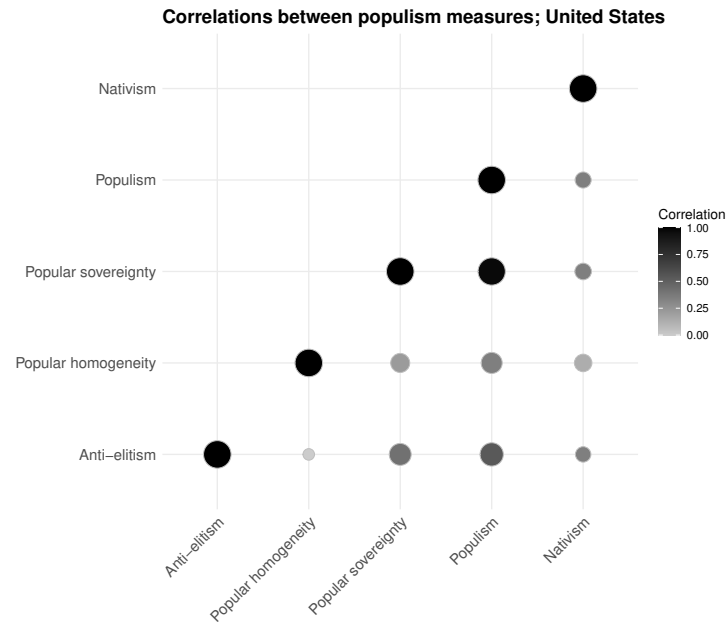 Correlations between populism measures; United States
Nativism
Populism
Popular sovereignty
Popular homogeneity
Anti−elitism
Anti−elitism
Popular homogeneity
Popular sovereignty
Populism
Nativism
Correlation
1.00
0.75
0.50
0.25
0.00